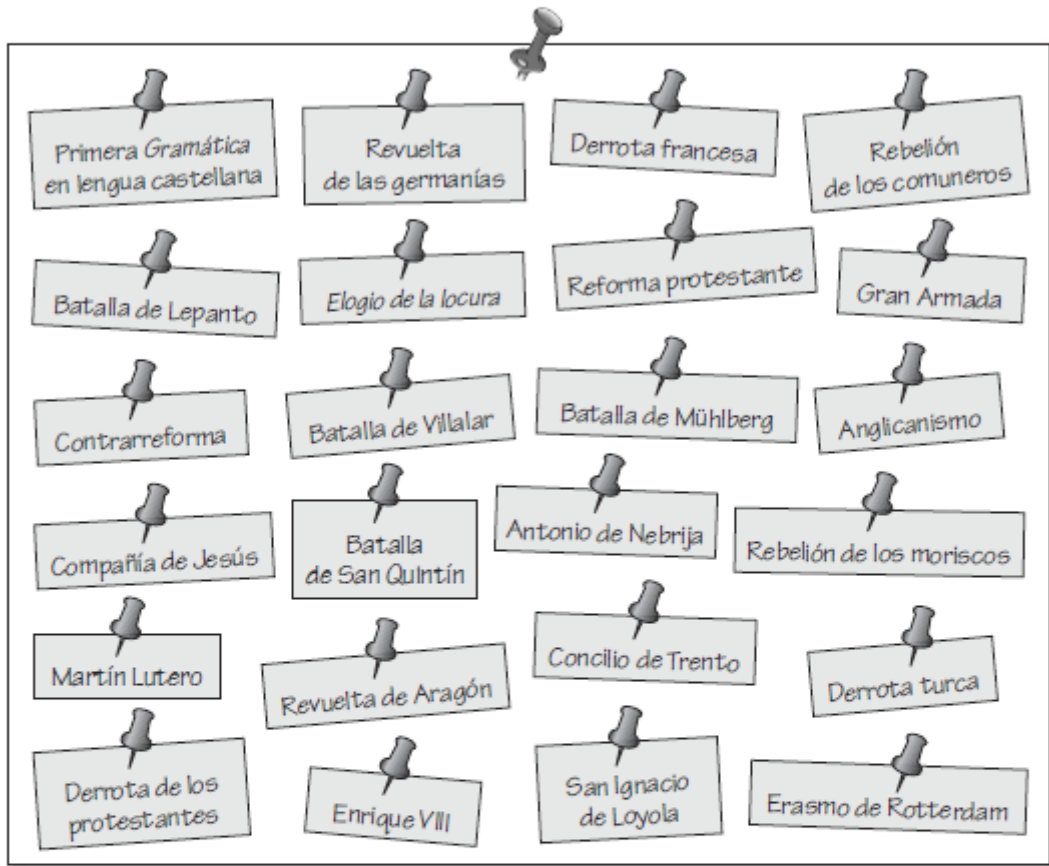 Primera Gramática
en lengua castellana
Revuelta
de las germanías
Derrota francesa
Rebelión
de los comuneros
Batalla de Lepanto
Elogio de la locura
Reforma protestante
Gran Armada
Contrarreforma
Batalla de Villalar
Batalla de Mühlberg
Anglicanismo
Compañía de Jesús
Batalla
de San Quintín
Antonio de Nebrija
Rebelión de los moriscos
Martín Lutero
Revuelta de Aragón
Concilio de Trento
Derrota turca
Derrota de los
protestantes
Enrique VIII
San Ignacio
de Loyola
Erasmo de Rotterdam